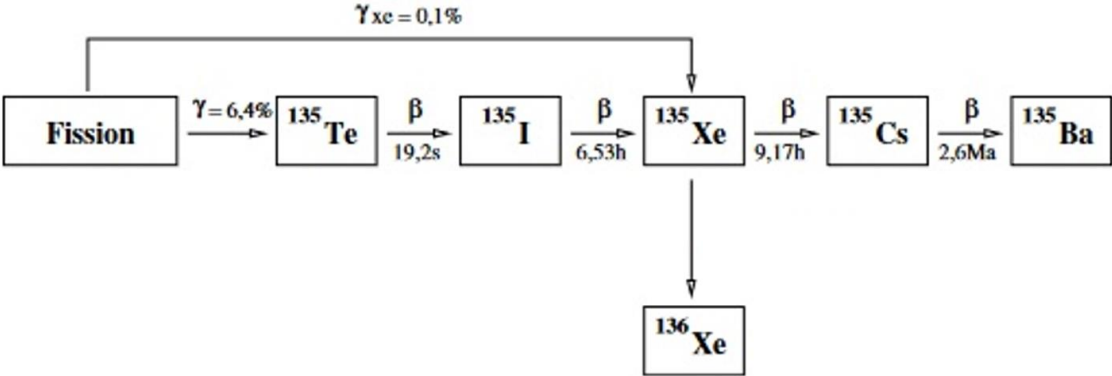 γxe = 0,1%
Fission
γ = 6,4%
135Te
β
19,2s
135I
β
6,53h
135Xe
β
9,17h
135Cs
β
2,6Ma
135Ba
136Xe